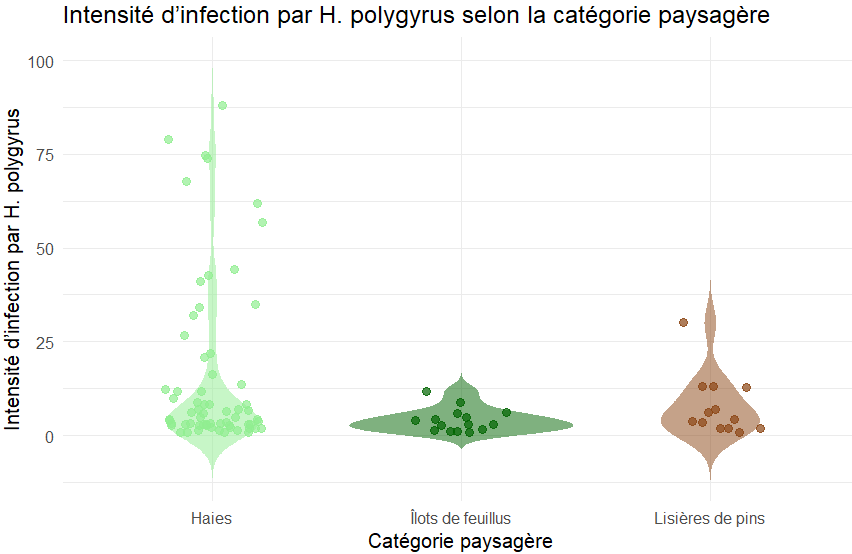 Intensité d’infection par H. polygyrus selon la catégorie paysagère
Intensité d'infection par H. polygyrus
100
75
50
25
0
Haies
Îlots de feuillus
Lisières de pins
Catégorie paysagère